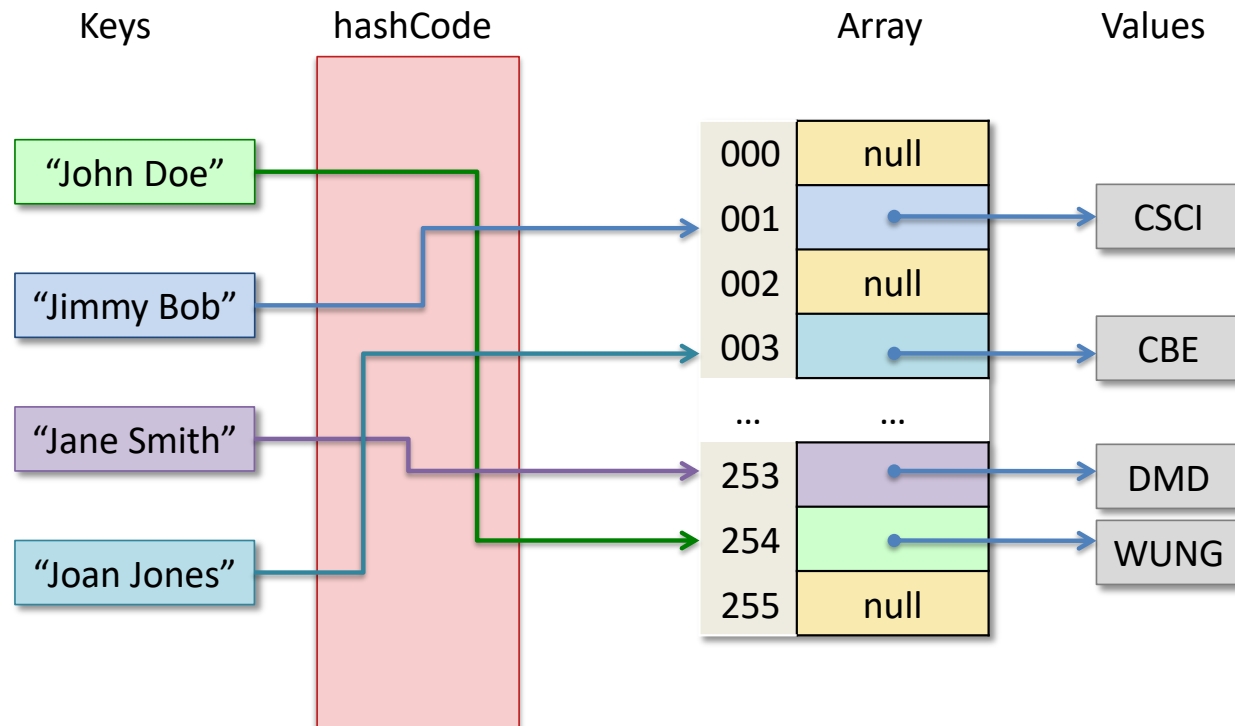 Keys hashCode Array Values
“John Doe”
“Jimmy Bob”
“Jane Smith”
“Joan Jones”
000 null
001
002 null
003
... ...
253
254
255 null
CSCI
CBE
DMD
WUNG